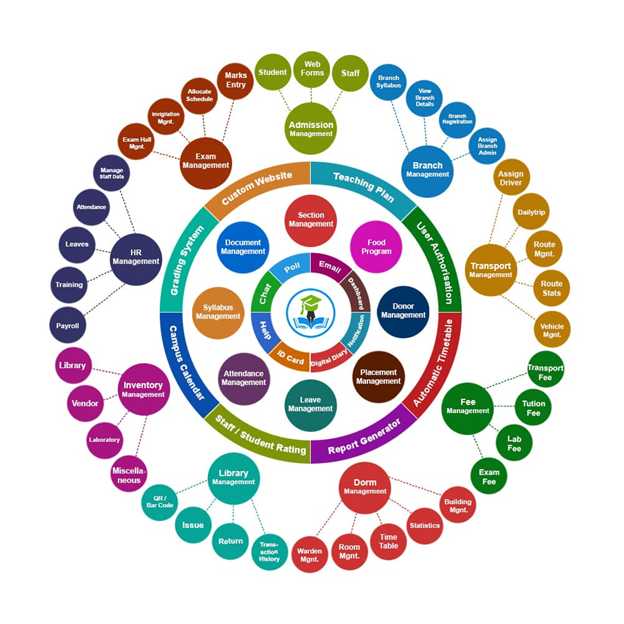 Student
Web
Forms
Staff
Admission
Management
Branch
Syllabus
View
Branch
Details
Branch
Registration
Assign
Branch
Admin
Branch
Management
Assign
Driver
Dailytrip
Route
Mgnt.
Route
Stats
Vehicle
Mgnt.
Transport
Management
Transport
Fee
Tution
Fee
Lab
Fee
Exam
Fee
Fee
Management
Building
Mgnt.
Statistics
Time
Table
Room
Mgnt.
Warden
Mgnt.
Dorm
Management
Trans-
action
History
Return
Issue
QR /
Bar Code
Library
Management
Miscella-
neous
Laboratory
Vendor
Library
Inventory
Management
Payroll
Training
Leaves
Attendance
Manage
Staff Data
HR
Management
Exam Hall
Mgnt.
Invigilation
Mgnt.
Allocate
Schedule
Marks
Entry
Exam
Management
Custom Website
Teaching Plan
User Authorisation
Automatic Timetable
Report Generator
Staff / Student Rating
Campus Calendar
Grading System
Section
Management
Food
Program
Donor
Management
Placement
Management
Leave
Management
Attendance
Management
Syllabus
Management
Document
Management
Poll
Email
Dashboard
Notification
Digital Diary
ID Card
Help
Chat